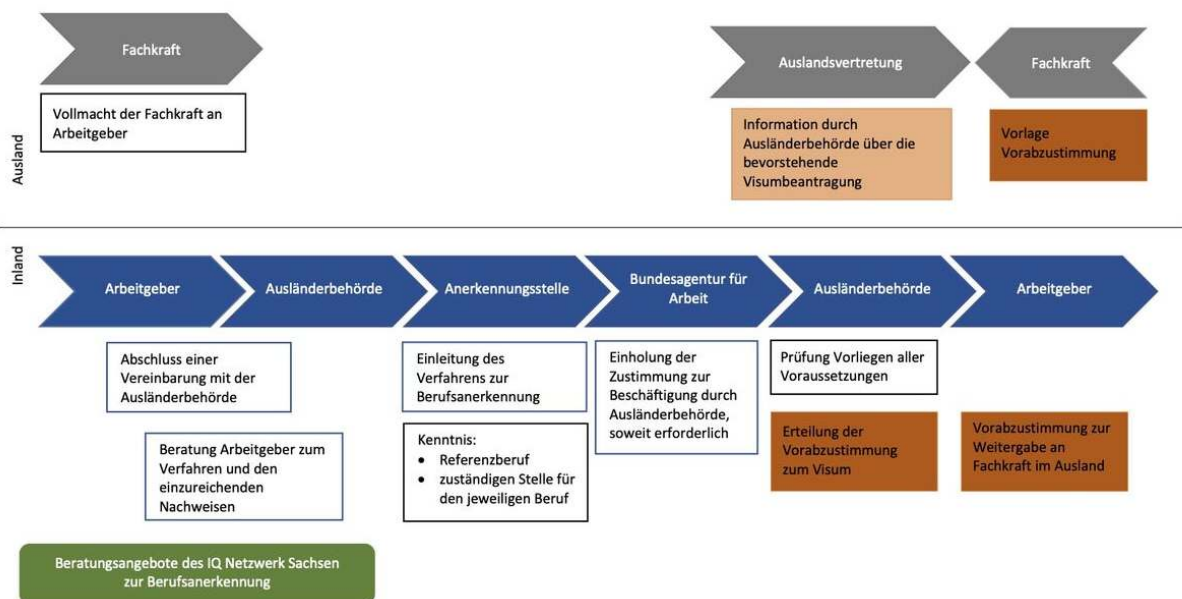 Ausland
Fachkraft
Vollmacht der Fachkraft an
Arbeitgeber
Auslandsvertretung
Information durch
Ausländerbehörde über die
bevorstehende
Visumbeantragung
Fachkraft
Vorlage
Vorabzustimmung
Inland
Arbeitgeber
Abschluss einer
Vereinbarung mit der
Ausländerbehörde
Ausländerbehörde
Beratung Arbeitgeber zum
Verfahren und den
einzureichenden
Nachweisen
Anerkennungsstelle
Einleitung des
Verfahrens zur
Berufsanerkennung
Kenntnis:
• Referenzberuf
• zuständigen Stelle für
den jeweiligen Beruf
Bundesagentur für
Arbeit
Einholung der
Zustimmung zur
Beschäftigung durch
Ausländerbehörde,
soweit erforderlich
Ausländerbehörde
Prüfung Vorliegen aller
Voraussetzungen
Erteilung der
Vorabzustimmung
zum Visum
Arbeitgeber
Vorabzustimmung zur
Weitergabe an
Fachkraft im Ausland
Beratungsangebote des IQ Netzwerk Sachsen
zur Berufsanerkennung